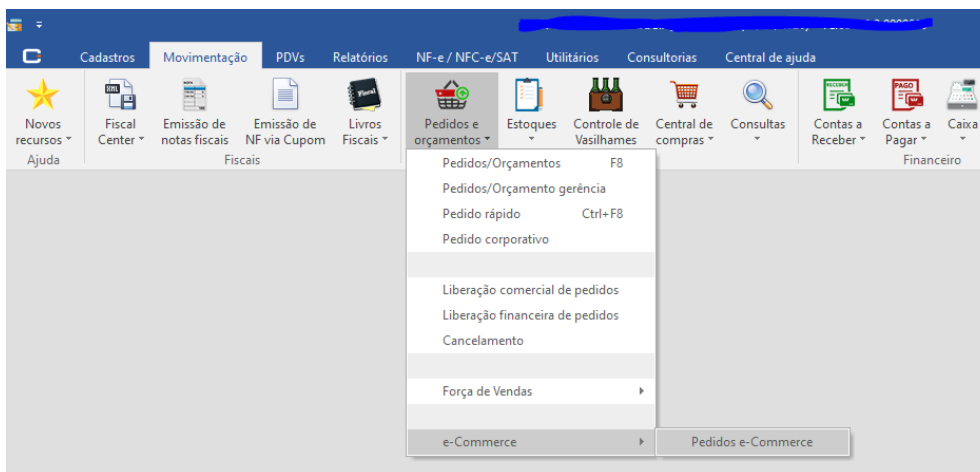 Cadastros Movimentação PDVs Relatórios NF-e / NFC-e/SAT Utilitários Consultorias Central de ajuda
Novos recursos
Fiscal Center
Emissão de notas fiscais
Emissão de NF via Cupom
Livros Fiscais
Pedidos e orçamentos
Estoques
Controle de Vasilhames
Central de compras
Consultas
Contas a Receber
Contas a Pagar
Caixa
Ajuda Fiscais Financeiro
Pedidos/Orçamentos F8
Pedidos/Orçamento gerência
Pedido rápido Ctrl+F8
Pedido corporativo
Liberação comercial de pedidos
Liberação financeira de pedidos
Cancelamento
Força de Vendas
e-Commerce Pedidos e-Commerce